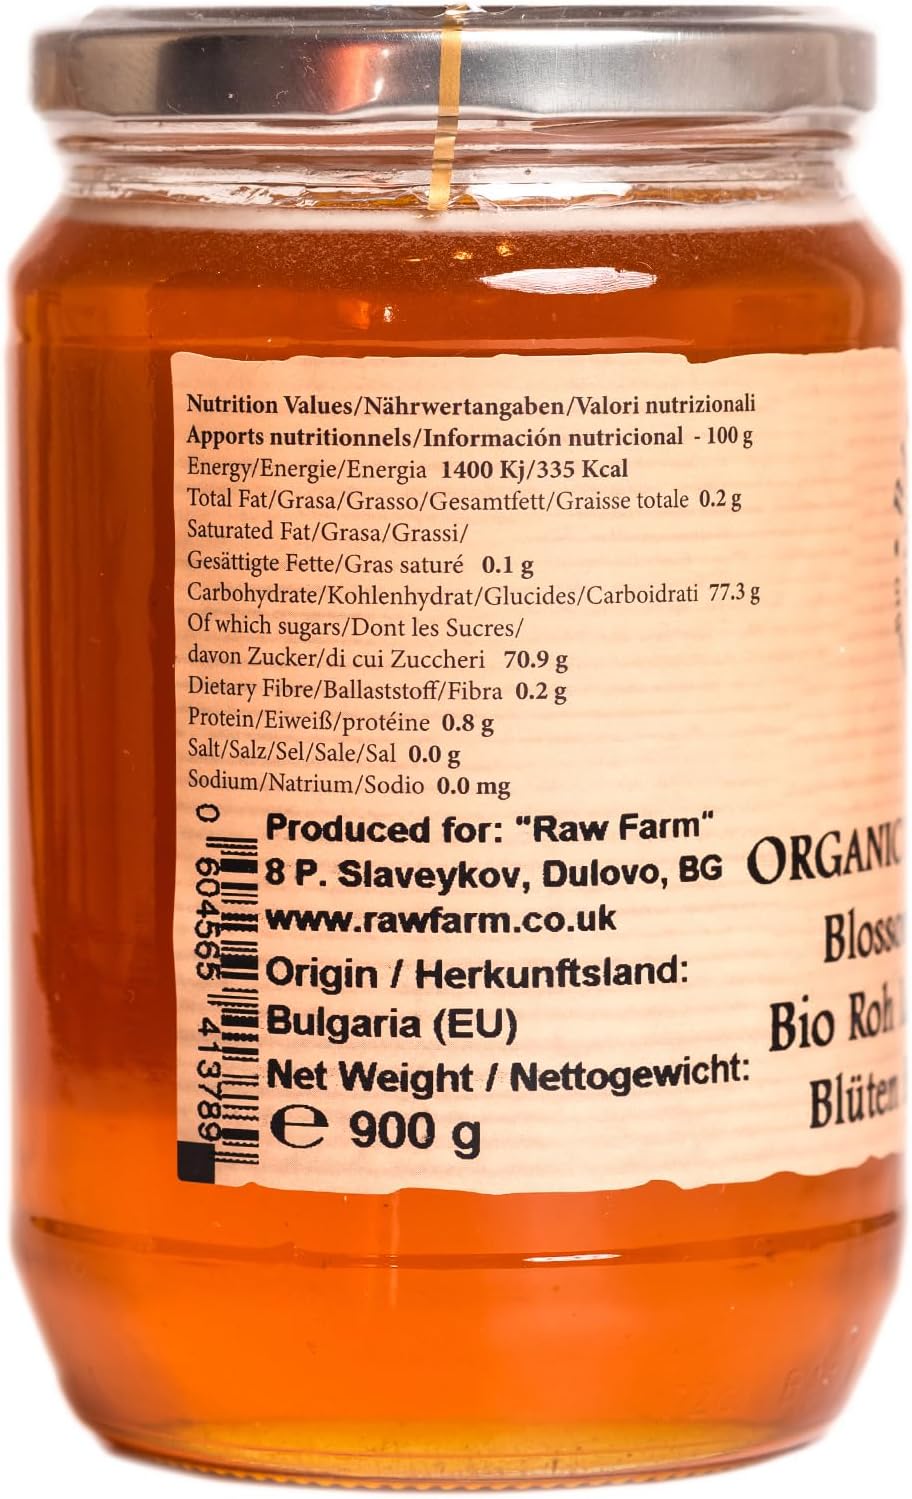 Nutrition Values/Nährwertangaben/Valori nutrizionali
Apports nutritionnels/Información nutricional - 100 g
Energy/Energie/Energia 1400 Kj/335 Kcal
Total Fat/Grasa/Grasso/Gesamtfett/Graisse totale 0.2 g
Saturated Fat/Grasa/Grassi/
Gesättigte Fette/Gras saturé 0.1 g
Carbohydrate/Kohlenhydrat/Glucides/Carboidrati 77.3 g
Of which sugars/Dont les Sucres/
davon Zucker/di cui Zuccheri 70.9 g
Dietary Fibre/Ballaststoff/Fibra 0.2 g
Protein/Eiweiß/protéine 0.8 g
Salt/Salz/Sel/Sale/Sal 0.0 g
Sodium/Natrium/Sodio 0.0 mg
0 604565 413789
Produced for: "Raw Farm"
8 P. Slaveykov, Dulovo, BG
www.rawfarm.co.uk
Origin / Herkunftsland:
Bulgaria (EU)
Net Weight / Nettogewicht:
e 900 g
ORGANIC
Bio Roh
Blüten